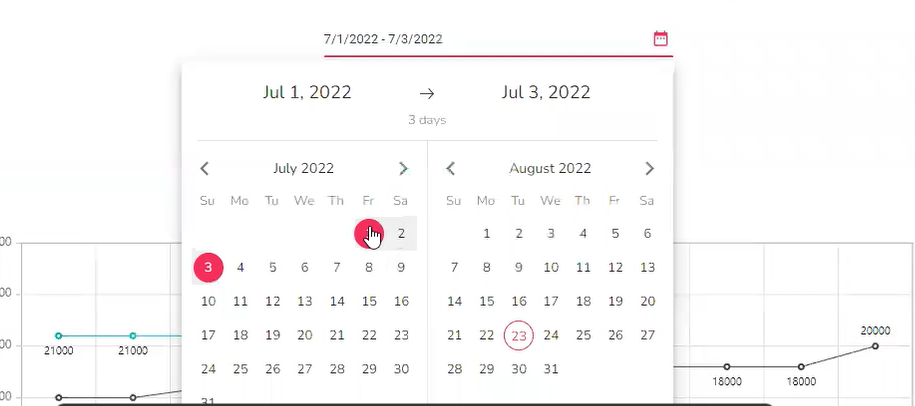 7/1/2022 - 7/3/2022
Jul 1, 2022 → Jul 3, 2022
3 days
July 2022
August 2022
Su Mo Tu We Th Fr Sa
Su Mo Tu We Th Fr Sa
2
1 2 3 4 5 6
3 4 5 6 7 8 9
7 8 9 10 11 12 13
10 11 12 13 14 15 16
14 15 16 17 18 19 20
17 18 19 20 21 22 23
21 22 23 24 25 26 27
24 25 26 27 28 29 30
28 29 30 31
31
21000 21000
20000
18000 18000